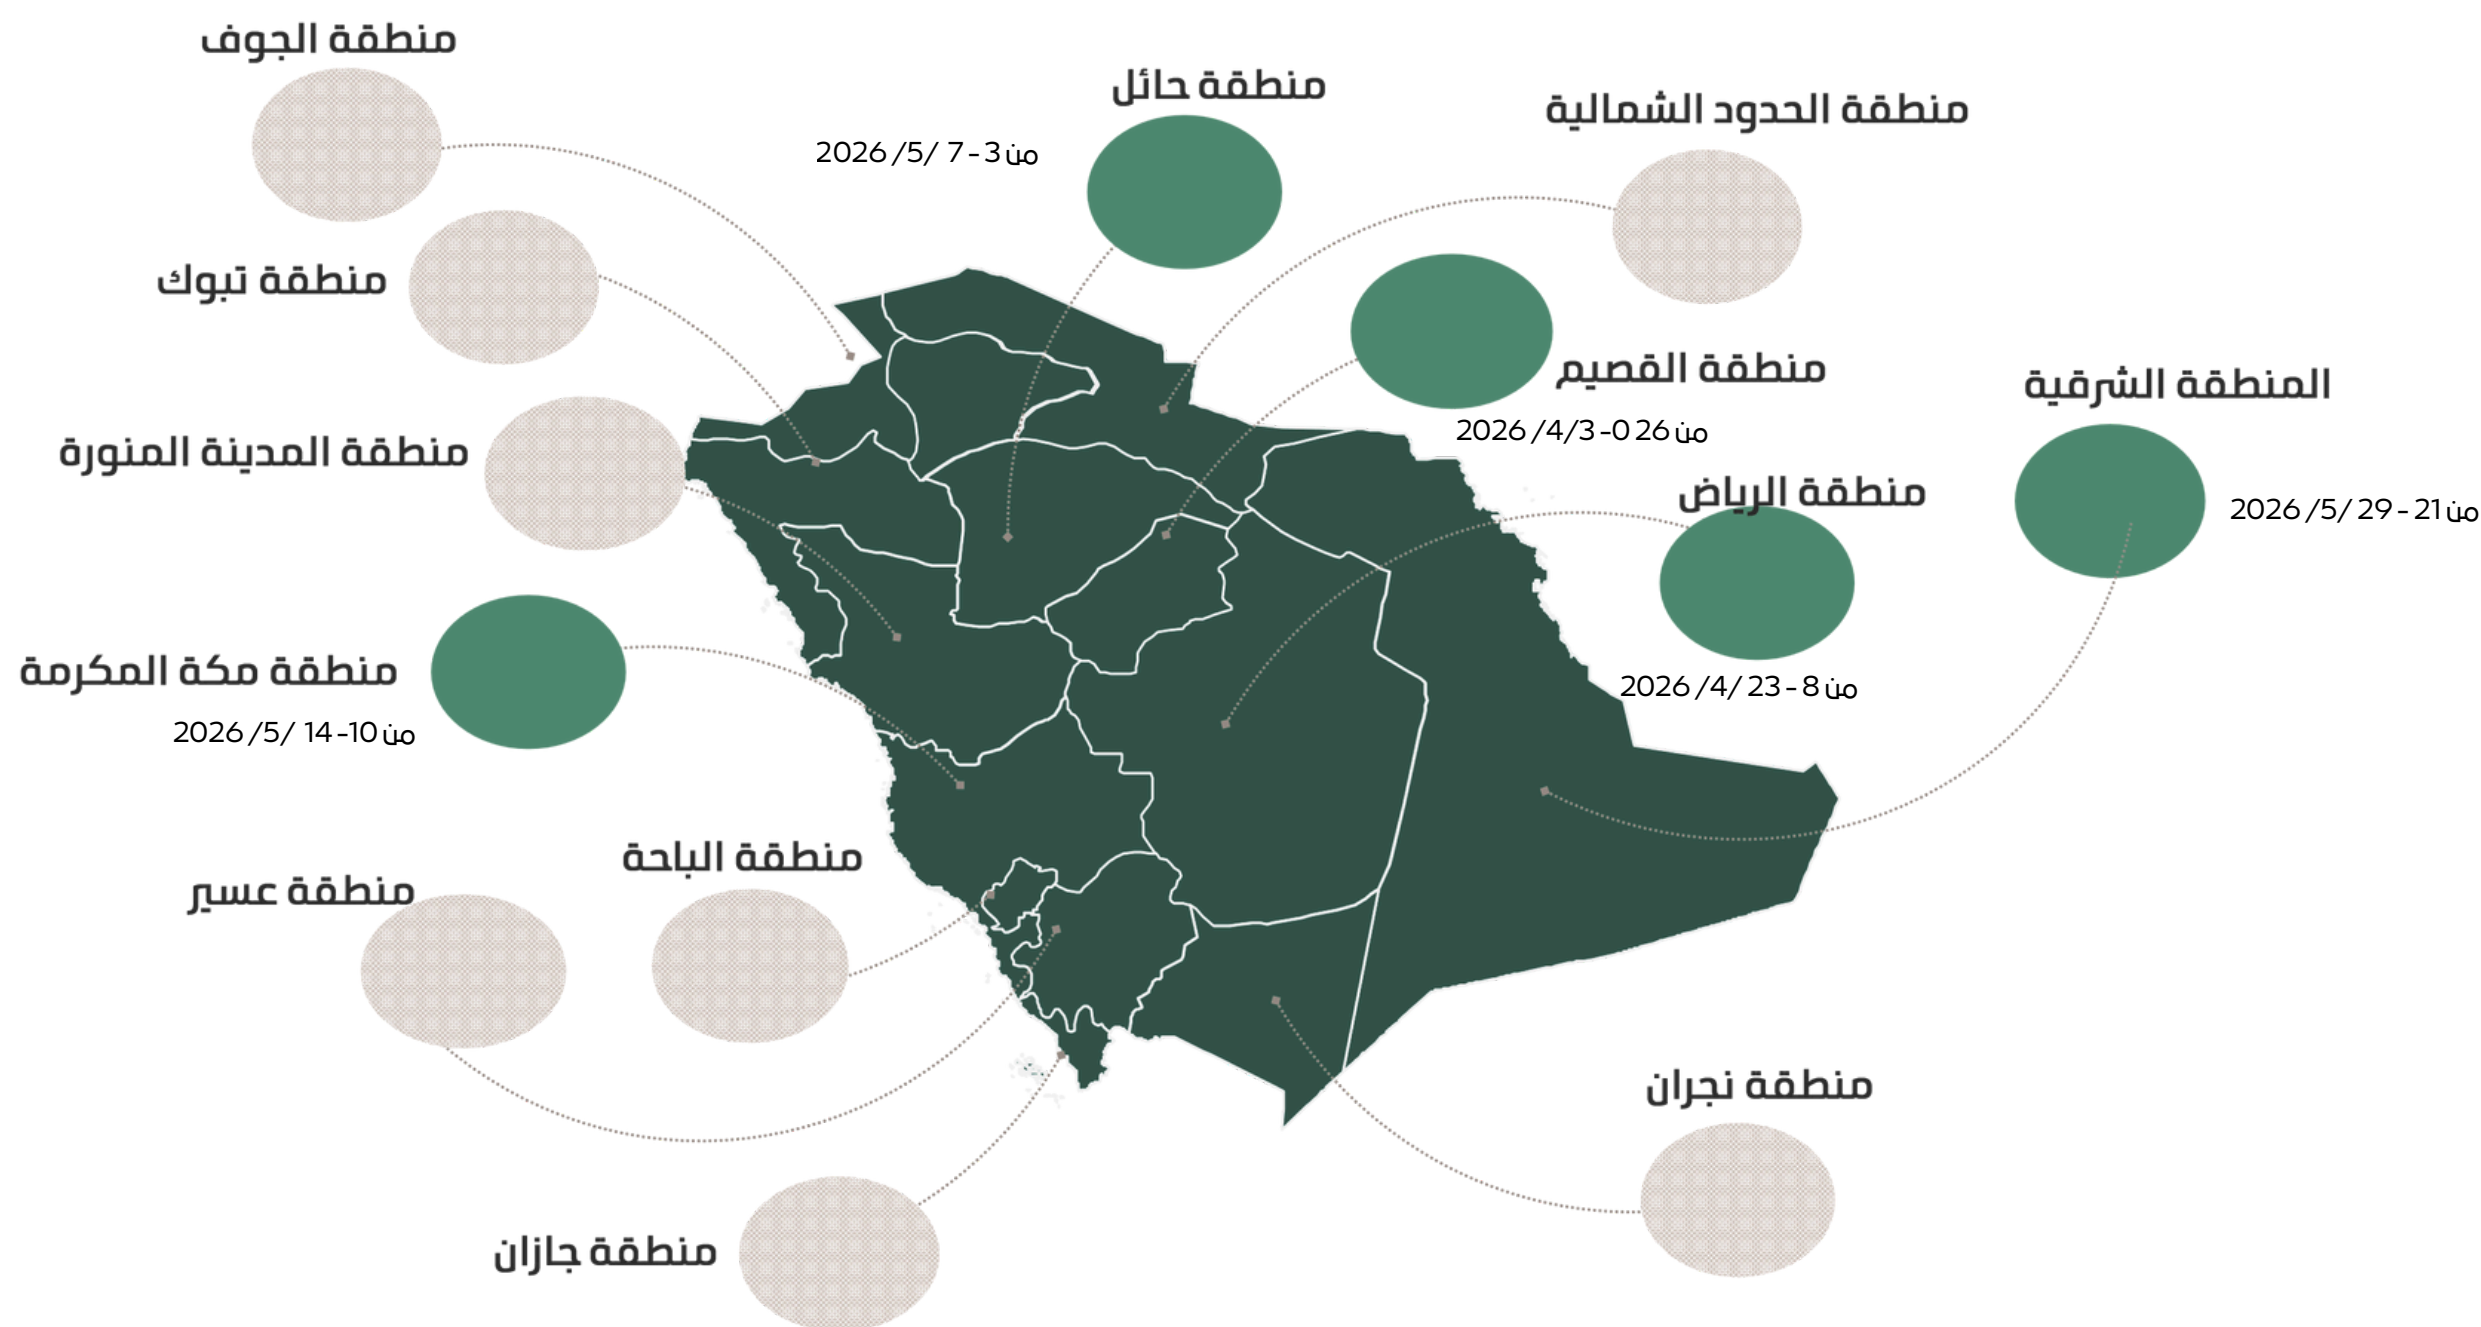 منطقة الجوف
منطقة حائل
من 3 - 7 /5/ 2026
منطقة الحدود الشمالية
منطقة تبوك
منطقة القصيم
من 26 0-3/4/ 2026
المنطقة الشرقية
من 21 - 29 /5/ 2026
منطقة المدينة المنورة
منطقة الرياض
من 8 - 23 /4/ 2026
منطقة مكة المكرمة
من 10- 14 /5/ 2026
منطقة الباحة
منطقة عسير
منطقة نجران
منطقة جازان